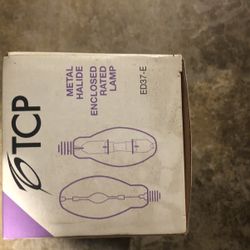 TCP
METAL
HALIDE
ENCLOSED
RATED
LAMP
ED37-E